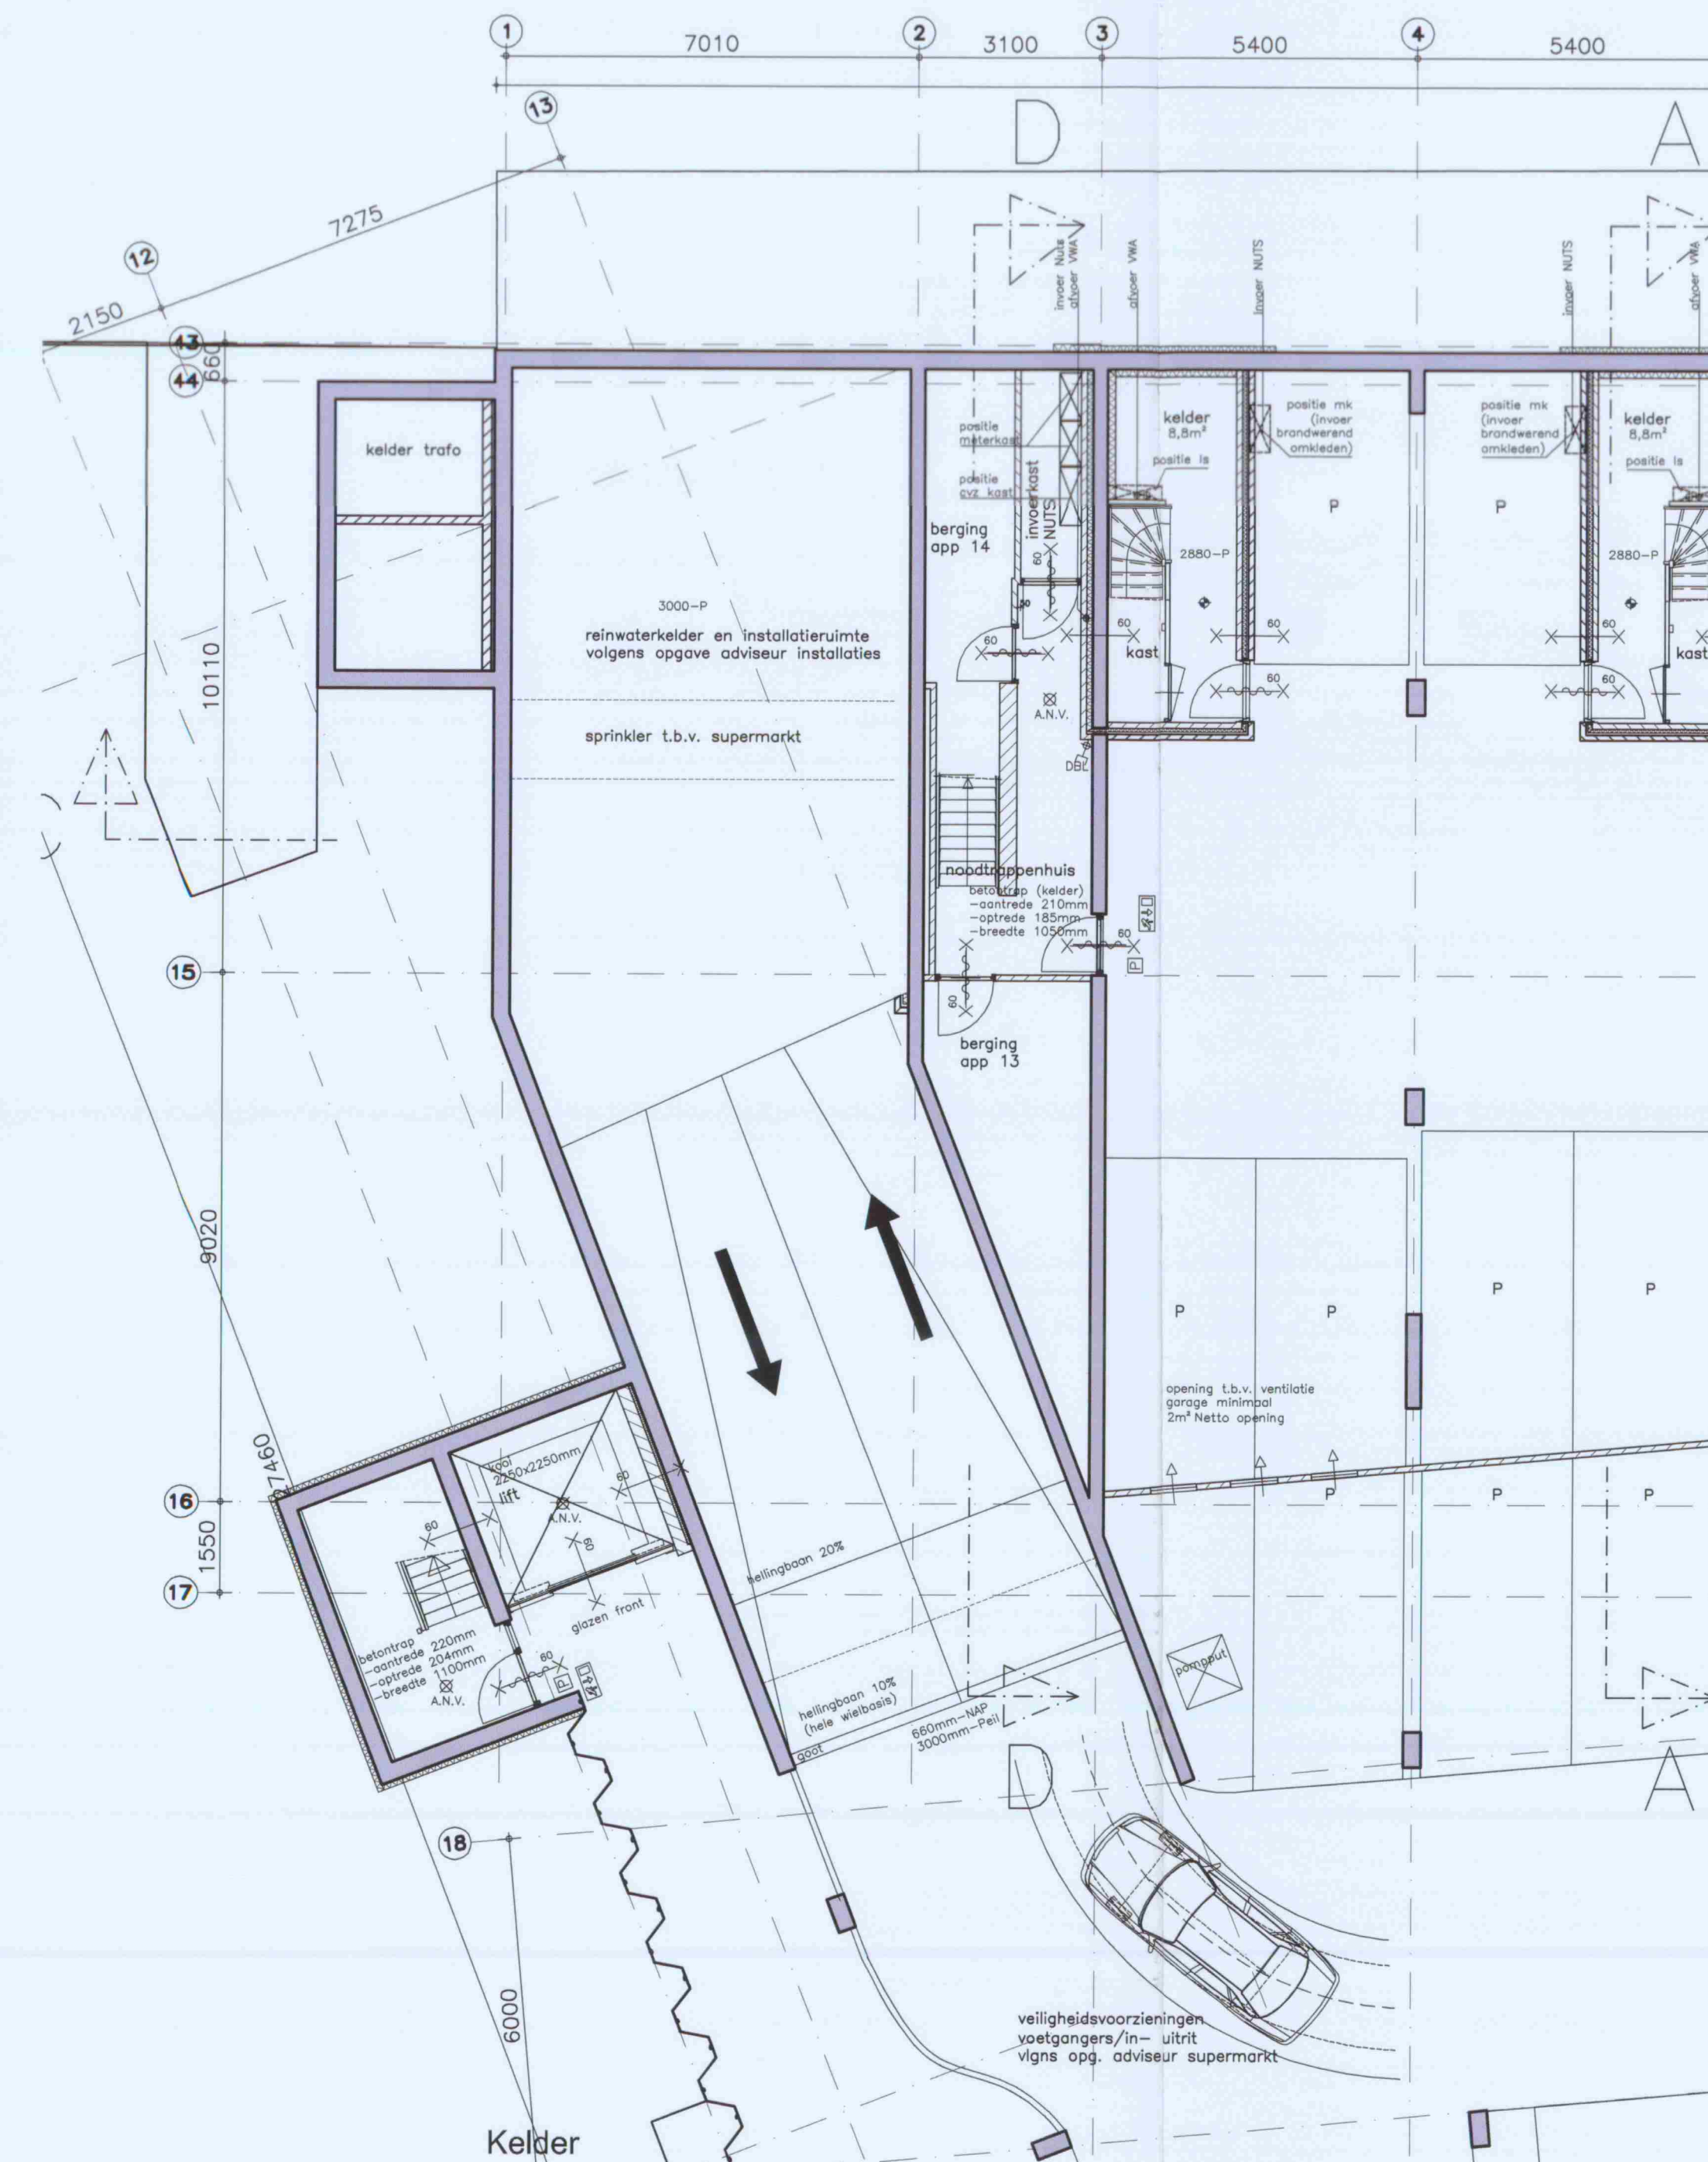 1
7010
2
3100
3
5400
4
5400
13
D
A
7275
12
2150
43
660
44
invoer Nuts
afvoer VWA
afvoer VWA
invoer NUTS
invoer NUTS
afvoer VWA
kelder trafo
positie
meterkast
positie
cvz kast
invoerkast
NUTS
berging
app 14
kelder
8,8m²
positie ls
positie mk
(invoer
brandwerend
omkleden)
positie mk
(invoer
brandwerend
omkleden)
kelder
8,8m²
positie ls
P
P
2880-P
2880-P
60
60
60
60
60
60
60
60
kast
kast
3000-P
reinwaterkelder en installatieruimte
volgens opgave adviseur installaties
sprinkler t.b.v. supermarkt
10110
A.N.V.
DBL
noodtrappenhuis
betontrap (kelder)
-aantrede 210mm
-optrede 185mm
-breedte 1050mm
60
P
60
15
berging
app 13
9020
P
P
P
P
opening t.b.v. ventilatie
garage minimaal
2m² Netto opening
27460
16
1550
17
kooi
2250x2250mm
lift
A.N.V.
60
60
60
glazen front
P
P
P
hellingbaan 20%
betontrap
-aantrede 220mm
-optrede 204mm
-breedte 1100mm
A.N.V.
60
P
hellingbaan 10%
(hele wielbasis)
goot
660mm-NAP
3000mm-Peil
pompput
D
A
18
6000
veiligheidsvoorzieningen
voetgangers/in- uitrit
vlgns opg. adviseur supermarkt
Kelder